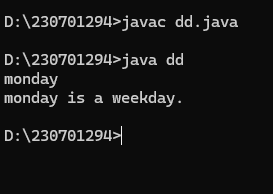 D:\230701294>javac dd.java
D:\230701294>java dd
monday
monday is a weekday.
D:\230701294>